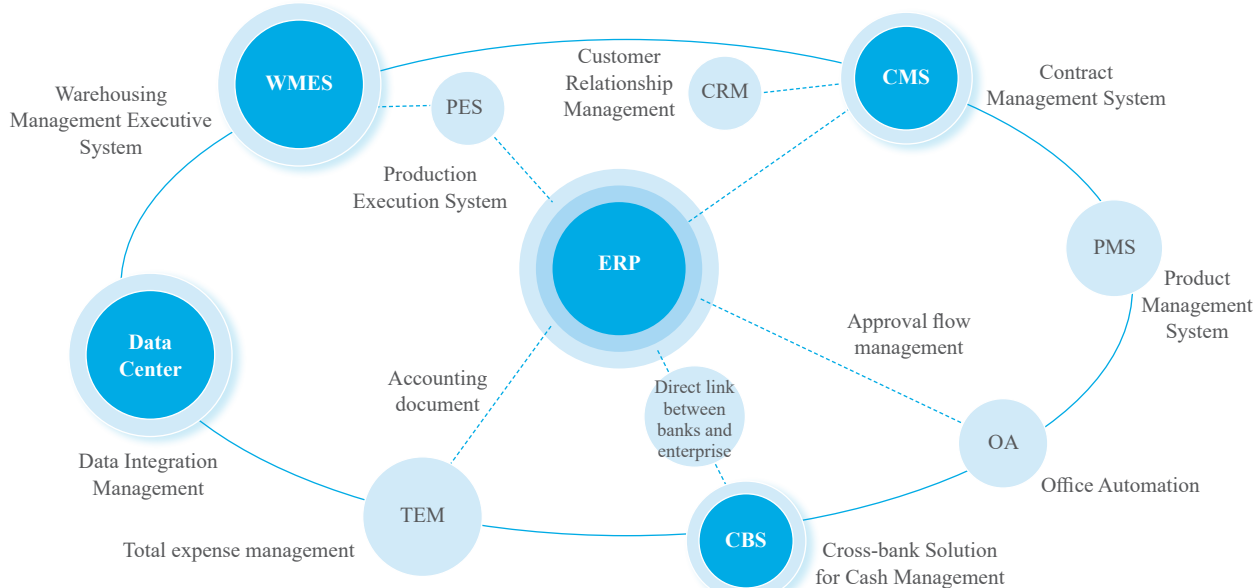 WMES
Warehousing
Management Executive
System
PES
Production
Execution System
Customer
Relationship
Management
CRM
CMS
Contract
Management System
ERP
PMS
Product
Management
System
Data
Center
Data Integration
Management
Accounting
document
Approval flow
management
Direct link
between
banks and
enterprise
TEM
Total expense management
OA
Office Automation
CBS
Cross-bank Solution
for Cash Management